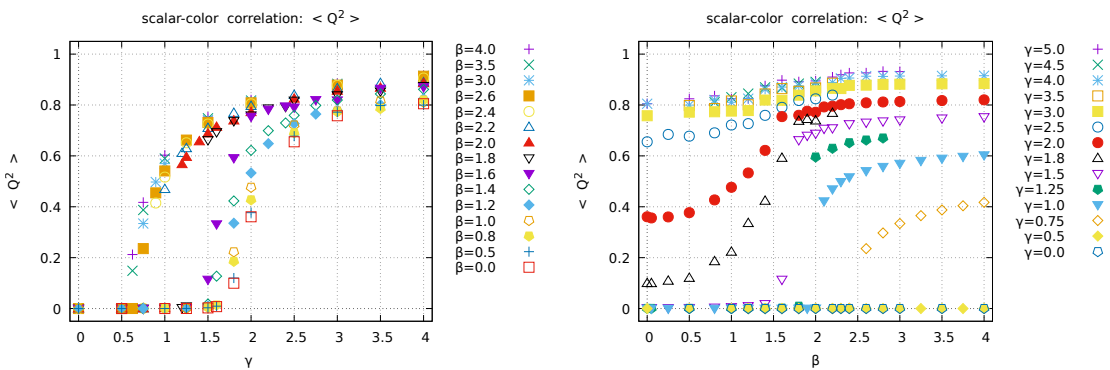 scalar-color correlation: < Q² >
< Q² >
1
0.8
0.6
0.4
0.2
0
0 0.5 1 1.5 2 2.5 3 3.5 4
γ
β=4.0
β=3.5
β=3.0
β=2.6
β=2.4
β=2.2
β=2.0
β=1.8
β=1.6
β=1.4
β=1.2
β=1.0
β=0.8
β=0.5
β=0.0
scalar-color correlation: < Q² >
< Q² >
1
0.8
0.6
0.4
0.2
0
0 0.5 1 1.5 2 2.5 3 3.5 4
β
γ=5.0
γ=4.5
γ=4.0
γ=3.5
γ=3.0
γ=2.5
γ=2.0
γ=1.8
γ=1.5
γ=1.25
γ=1.0
γ=0.75
γ=0.5
γ=0.0